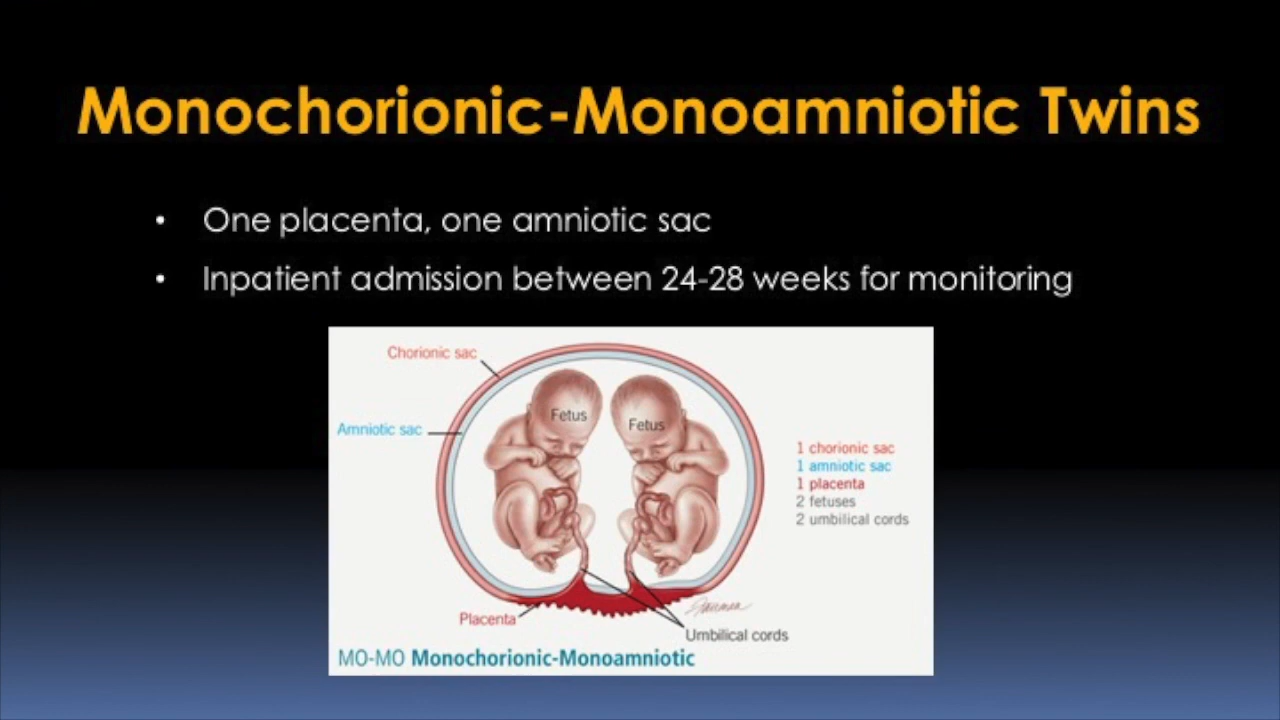 Monochorionic-Monoamniotic Twins
• One placenta, one amniotic sac
• Inpatient admission between 24-28 weeks for monitoring
Chorionic sac
Amniotic sac
Fetus
Fetus
1 chorionic sac
1 amniotic sac
1 placenta
2 fetuses
2 umbilical cords
Placenta
Umbilical cords
MO-MO Monochorionic-Monoamniotic